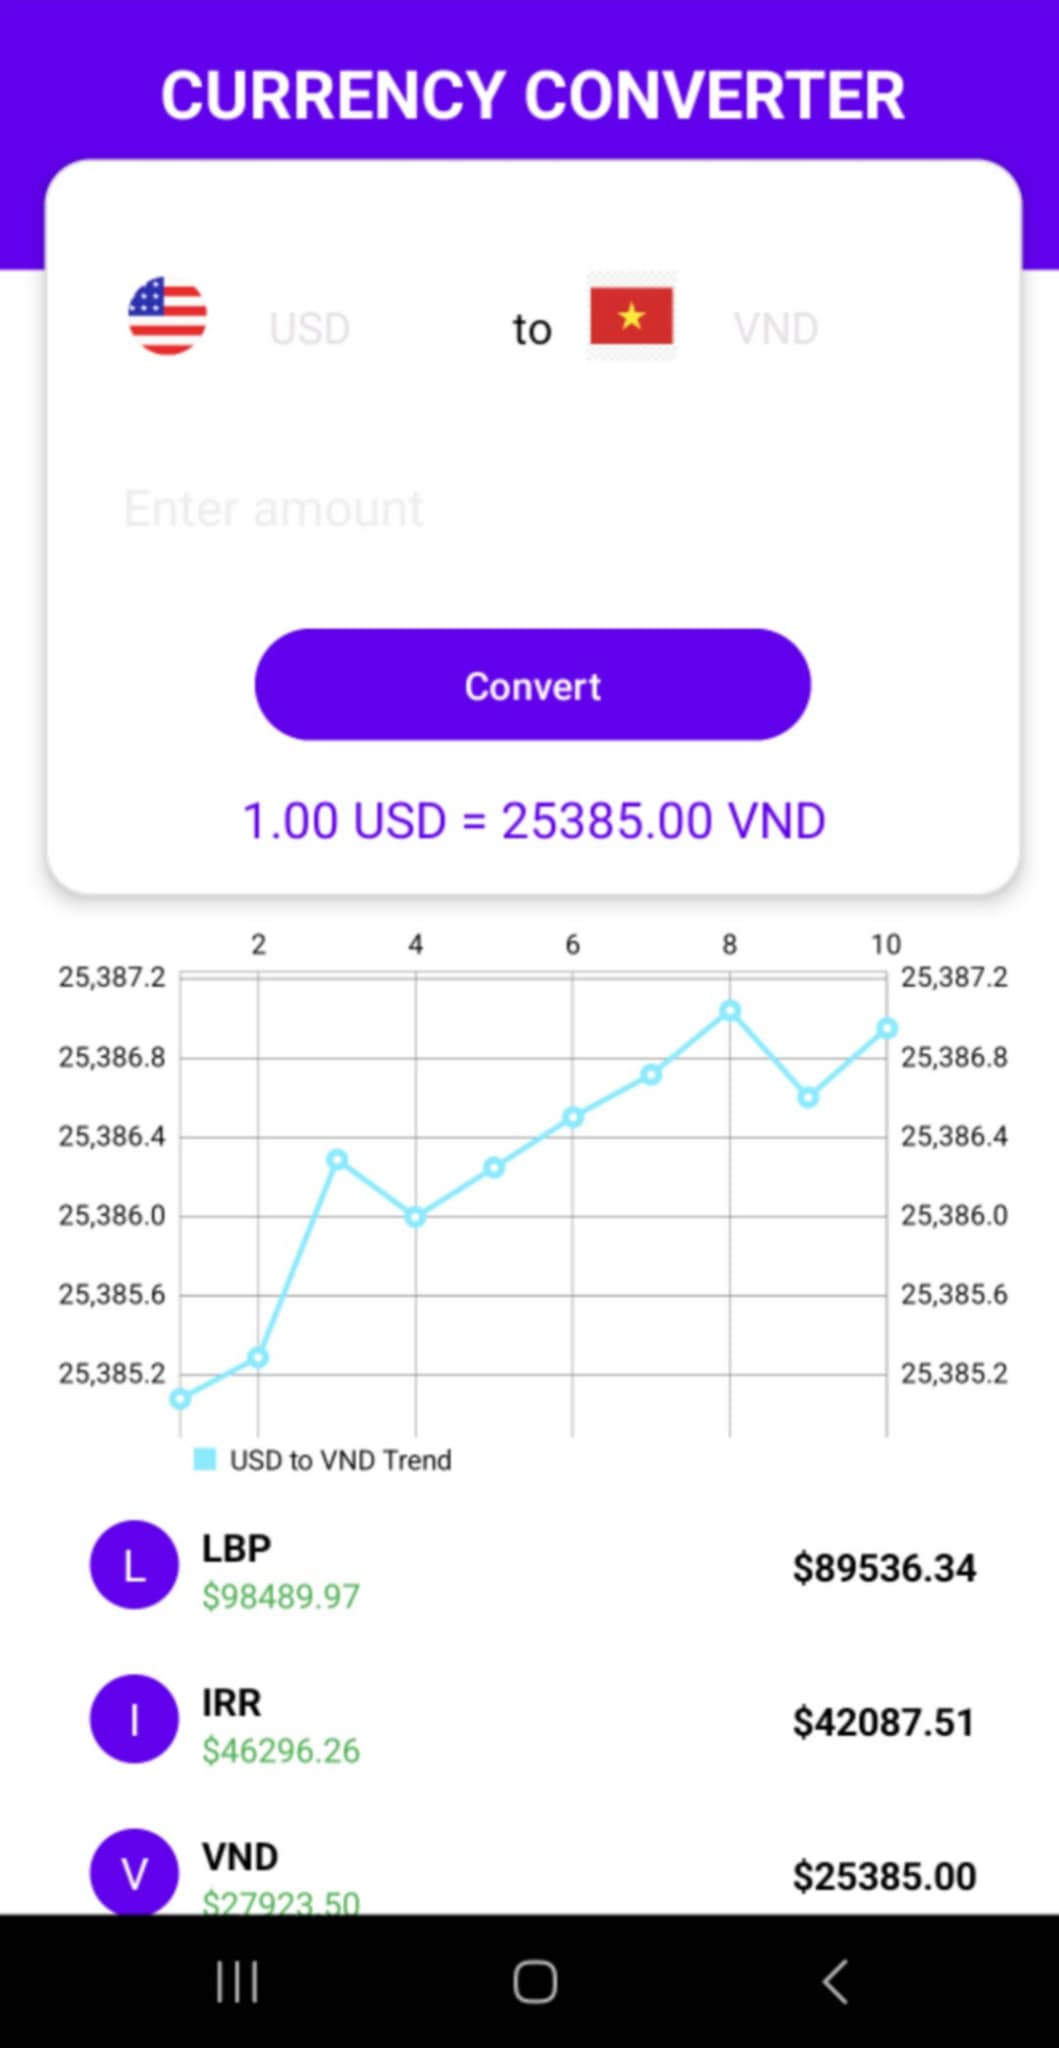 CURRENCY CONVERTER
USD to VND
Enter amount
Convert
1.00 USD = 25385.00 VND
2 4 6 8 10
25,387.2 25,387.2
25,386.8 25,386.8
25,386.4 25,386.4
25,386.0 25,386.0
25,385.6 25,385.6
25,385.2 25,385.2
USD to VND Trend
L LBP $89536.34
$98489.97
I IRR $42087.51
$46296.26
V VND $25385.00
$27923.50